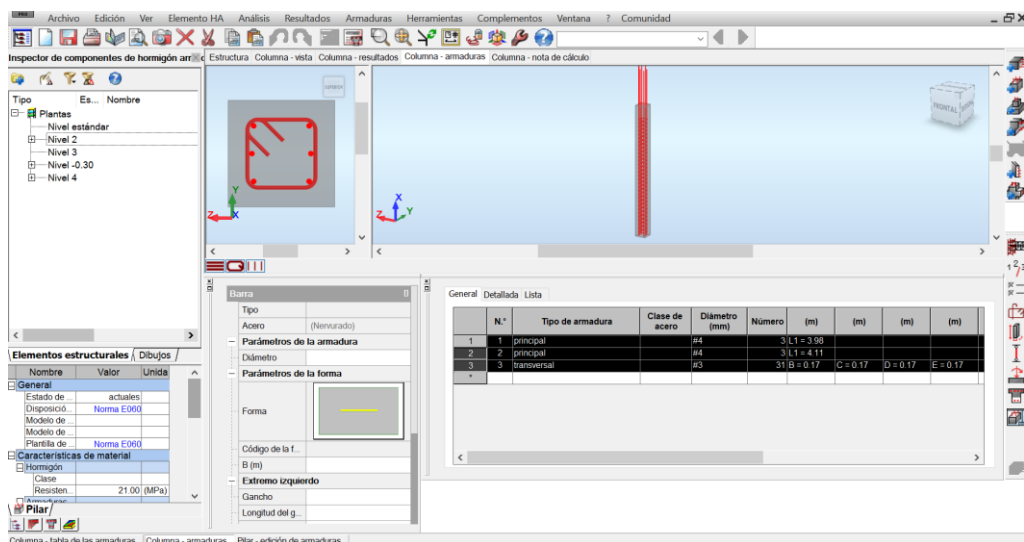 Archivo Edición Ver Elemento HA Análisis Resultados Armaduras Herramientas Complementos Ventana ? Comunidad
Inspector de componentes de hormigón arm
Estructura Columna - vista Columna - resultados Columna - armaduras Columna - nota de cálculo
Tipo Es... Nombre
Plantas
Nivel estándar
Nivel 2
Nivel 3
Nivel -0.30
Nivel 4
SUPERIOR
Y
Z X
FRONTAL
X
Z Y
Elementos estructurales Dibujos
Nombre Valor Unida
General
Estado de ... actuales
Disposició... Norma E060
Modelo de ...
Modelo de ...
Plantilla de ... Norma E060
Características de material
Hormigón
Clase
Resisten... 21.00 (MPa)
Armaduras
Pilar
Barra
Tipo
Acero (Nervurado)
Parámetros de la armadura
Diámetro
Parámetros de la forma
Forma
Código de la f...
B (m)
Extremo izquierdo
Gancho
Longitud del g...
General Detallada Lista
N.° Tipo de armadura Clase de acero Diámetro (mm) Número (m) (m) (m) (m)
1 1 principal #4 3 L1 = 3.98
2 2 principal #4 3 L1 = 4.11
3 3 transversal #3 31 B = 0.17 C = 0.17 D = 0.17 E = 0.17
*
Columna - tabla de las armaduras Columna - armaduras Pilar - edición de armaduras